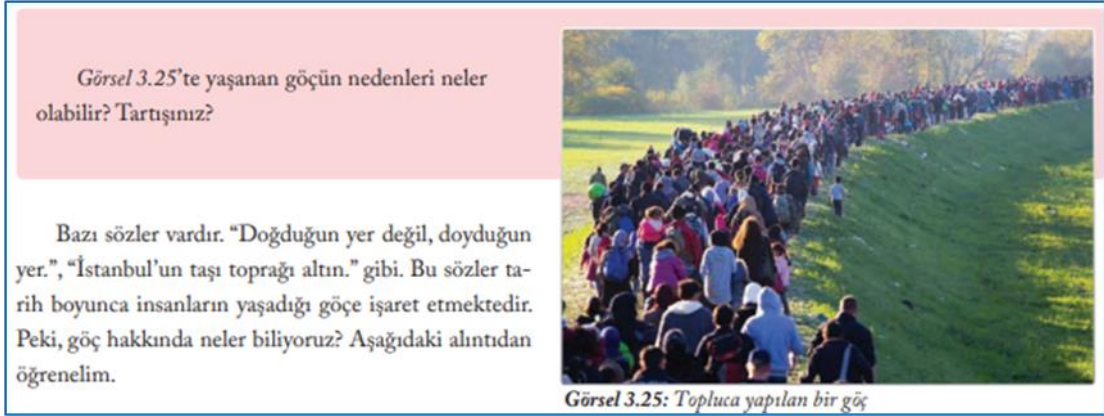 Görsel 3.25’te yaşanan göçün nedenleri neler
olabilir? Tartışınız?
Bazı sözler vardır. “Doğduğun yer değil, doyduğun
yer.”, “İstanbul’un taşı toprağı altın.” gibi. Bu sözler ta-
rih boyunca insanların yaşadığı göçe işaret etmektedir.
Peki, göç hakkında neler biliyoruz? Aşağıdaki alıntıdan
öğrenelim.
Görsel 3.25: Topluca yapılan bir göç